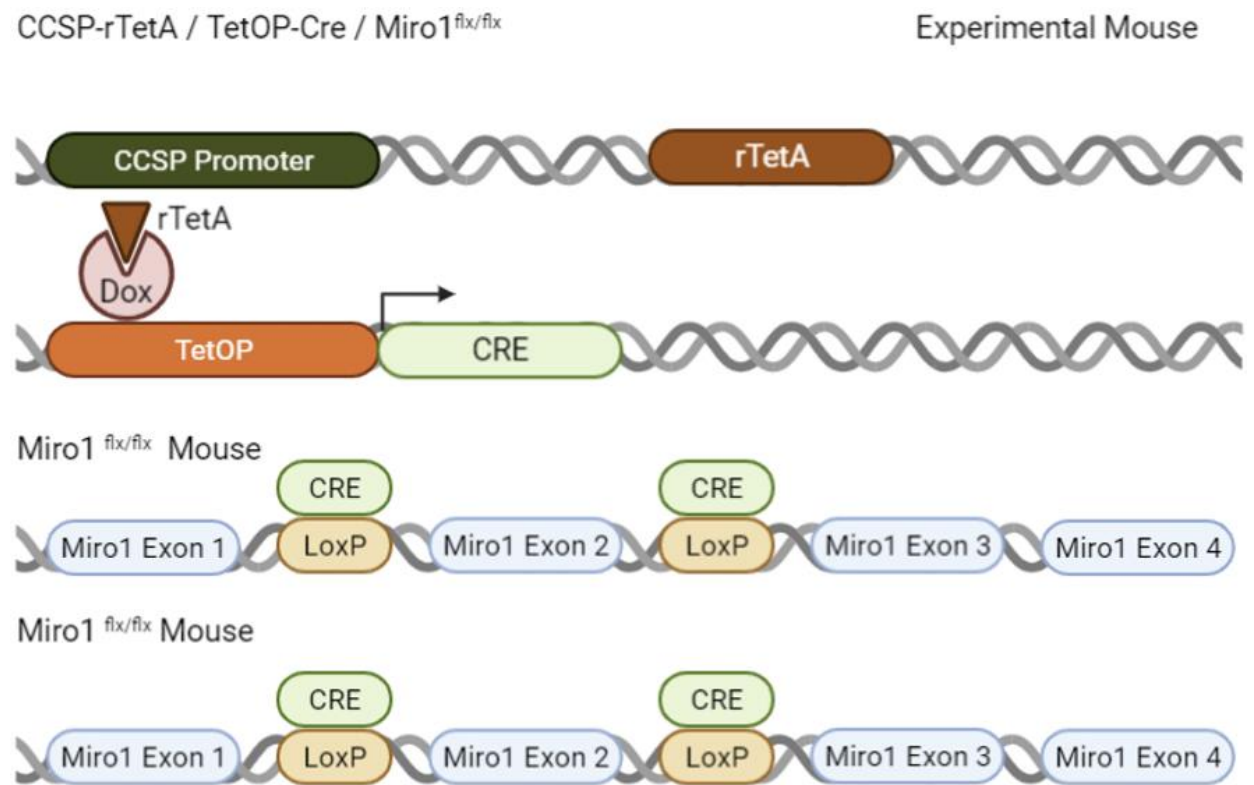 CCSP-rTetA / TetOP-Cre / Miro1flx/flx Experimental Mouse
CCSP Promoter rTetA
rTetA
Dox
TetOP CRE
Miro1 flx/flx Mouse
CRE CRE
Miro1 Exon 1 LoxP Miro1 Exon 2 LoxP Miro1 Exon 3 Miro1 Exon 4
Miro1 flx/flx Mouse
CRE CRE
Miro1 Exon 1 LoxP Miro1 Exon 2 LoxP Miro1 Exon 3 Miro1 Exon 4